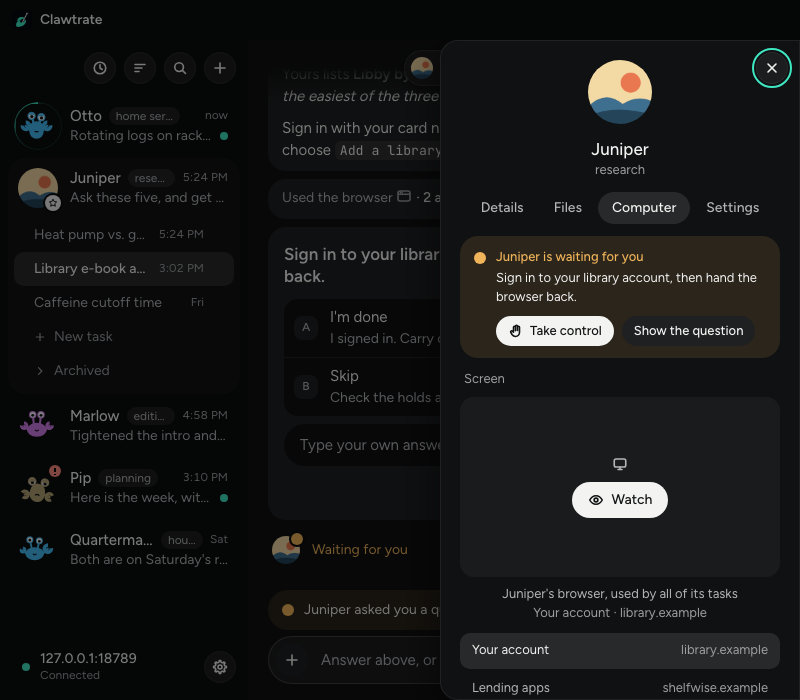 Clawtrate
Otto
home ser...
now
Rotating logs on rack...
Juniper
rese...
5:24 PM
Ask these five, and get ...
Heat pump vs. g...
5:24 PM
Library e-book a...
3:02 PM
Caffeine cutoff time
Fri
+ New task
Archived
Marlow
editi...
4:58 PM
Tightened the intro and...
Pip
planning
3:10 PM
Here is the week, wit...
Quarterma...
hou...
Sat
Both are on Saturday's r...
127.0.0.1:18789
Connected
Yours lists Libby by
the easiest of the three
Sign in with your card n
choose Add a library
Used the browser · 2 a
Sign in to your librar
back.
A
I'm done
I signed in. Carry
B
Skip
Check the holds a
Type your own answe
Waiting for you
Juniper asked you a q
Answer above, or
Juniper
research
Details
Files
Computer
Settings
Juniper is waiting for you
Sign in to your library account, then hand the
browser back.
Take control
Show the question
Screen
Watch
Juniper's browser, used by all of its tasks
Your account · library.example
Your account
library.example
Lending apps
shelfwise.example